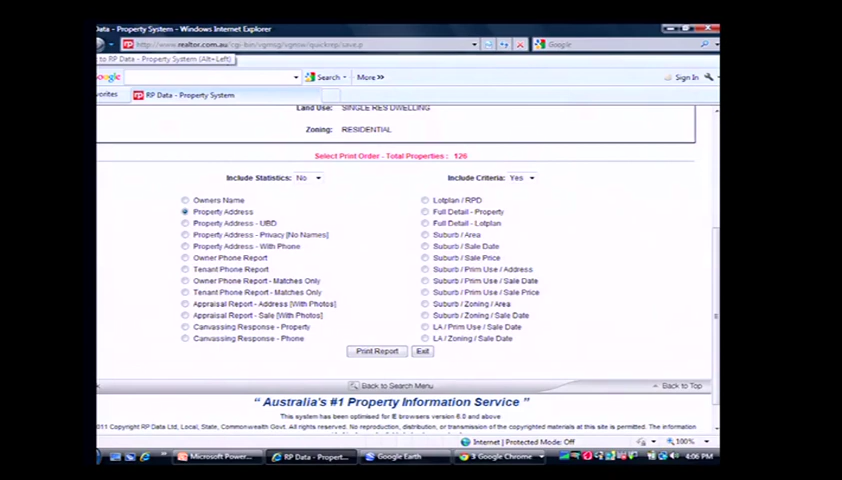 Data - Property System - Windows Internet Explorer
http://www.realtor.com.au/cgi-bin/vgmsg/vgmsw/quickrep/save.p
Google
to RP Data - Property System (Alt+Left)
oogle
Search
More >>
Sign In
vorites
RP Data - Property System
Land Use: SINGLE RES DWELLING
Zoning: RESIDENTIAL
Select Print Order - Total Properties : 126
Include Statistics: No
Include Criteria: Yes
Owners Name
Lotplan / RPD
Property Address
Full Detail - Property
Property Address - UBD
Full Detail - Lotplan
Property Address - Privacy [No Names]
Suburb / Area
Property Address - With Phone
Suburb / Sale Date
Owner Phone Report
Suburb / Sale Price
Tenant Phone Report
Suburb / Prim Use / Address
Owner Phone Report - Matches Only
Suburb / Prim Use / Sale Date
Tenant Phone Report - Matches Only
Suburb / Prim Use / Sale Price
Appraisal Report - Address [With Photos]
Suburb / Zoning / Area
Appraisal Report - Sale [With Photos]
Suburb / Zoning / Sale Date
Canvassing Response - Property
LA / Prim Use / Sale Date
Canvassing Response - Phone
LA / Zoning / Sale Date
Print Report
Exit
Back to Search Menu
Back to Top
“ Australia's #1 Property Information Service ”
This system has been optimised for IE browsers version 6.0 and above
011 Copyright RP Data Ltd, Local, State, Commonwealth Govt. All rights reserved. No reproduction, distribution, or transmission of the copyrighted materials at this site is permitted. The information
Internet | Protected Mode: Off
100%
Microsoft Power...
RP Data - Propert...
Google Earth
3 Google Chrome
4:06 PM